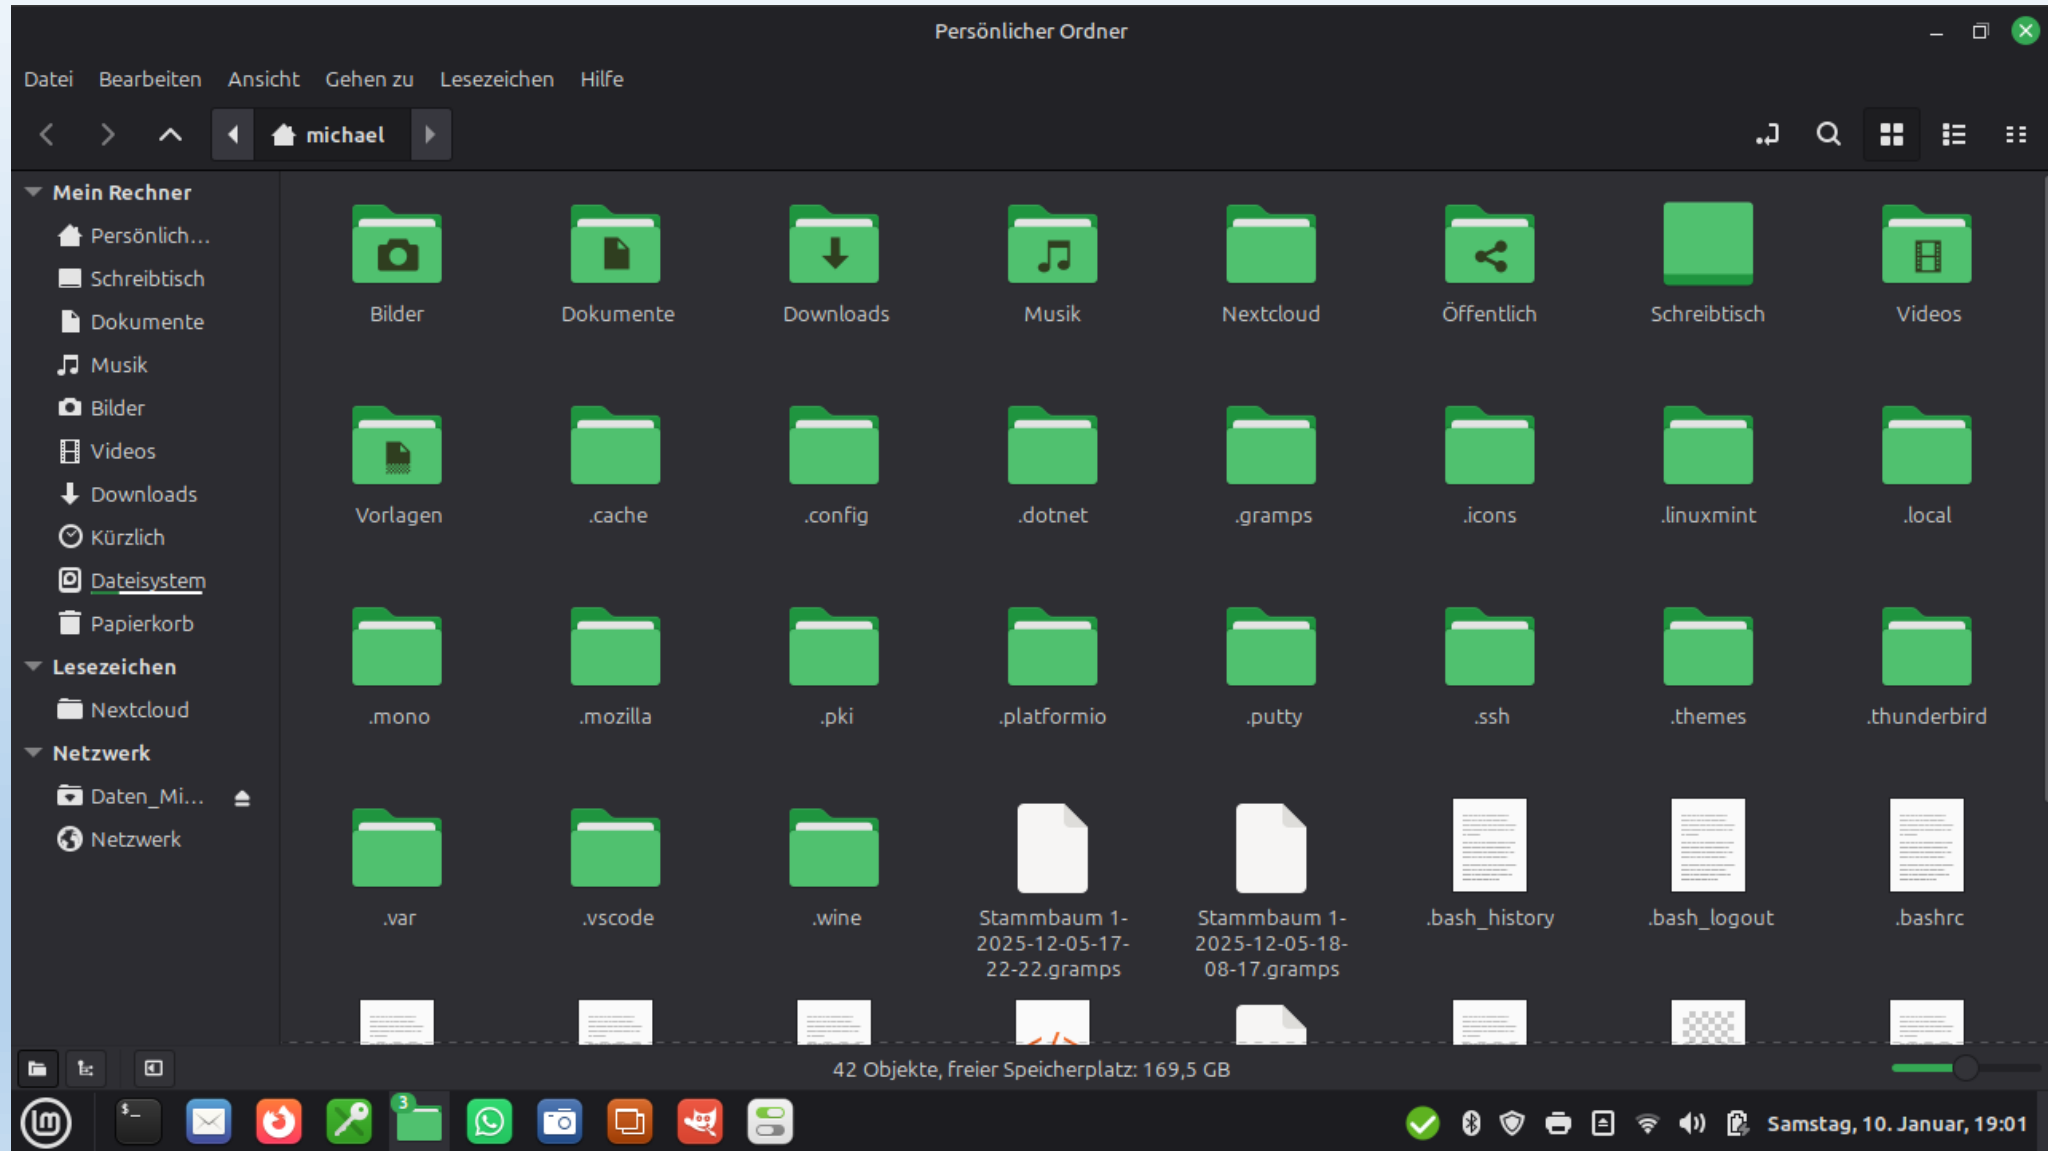 Persönlicher Ordner
Datei Bearbeiten Ansicht Gehen zu Lesezeichen Hilfe
michael
Mein Rechner
Persönlich...
Schreibtisch
Dokumente
Musik
Bilder
Videos
Downloads
Kürzlich
Dateisystem
Papierkorb
Lesezeichen
Nextcloud
Netzwerk
Daten_Mi...
Netzwerk
Bilder Dokumente Downloads Musik Nextcloud Öffentlich Schreibtisch Videos
Vorlagen .cache .config .dotnet .gramps .icons .linuxmint .local
.mono .mozilla .pki .platformio .putty .ssh .themes .thunderbird
.var .vscode .wine
Stammbaum 1-
2025-12-05-17-
22-22.gramps
Stammbaum 1-
2025-12-05-18-
08-17.gramps
.bash_history .bash_logout .bashrc
42 Objekte, freier Speicherplatz: 169,5 GB
$_
3
Samstag, 10. Januar, 19:01